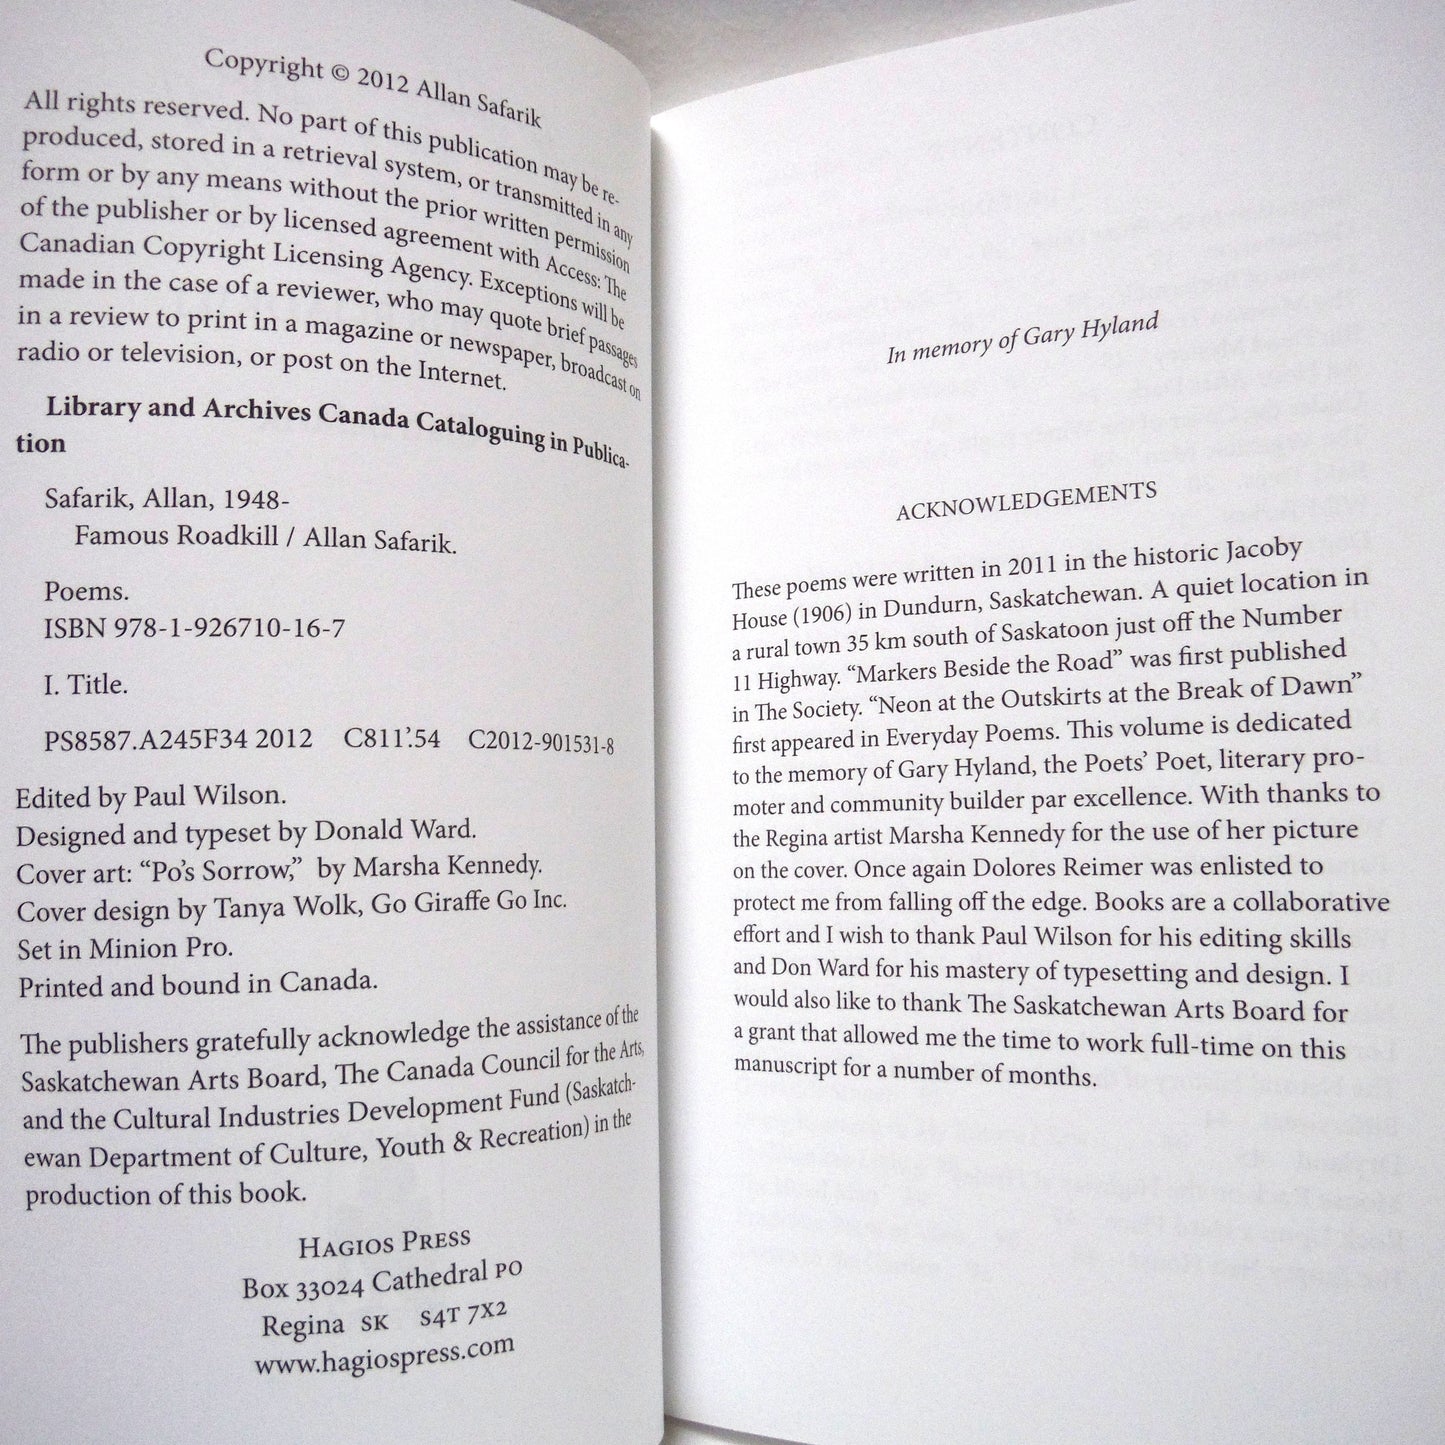 Copyright © 2012 Allan Safarik
All rights reserved. No part of this publication may be re-
produced, stored in a retrieval system, or transmitted in any
form or by any means without the prior written permission
of the publisher or by licensed agreement with Access: The
Canadian Copyright Licensing Agency. Exceptions will be
made in the case of a reviewer, who may quote brief passages
in a review to print in a magazine or newspaper, broadcast on
radio or television, or post on the Internet.
Library and Archives Canada Cataloguing in Publica-
tion
Safarik, Allan, 1948-
Famous Roadkill / Allan Safarik.
Poems.
ISBN 978-1-926710-16-7
I. Title.
PS8587.A245F34 2012 C811'.54 C2012-901531-8
Edited by Paul Wilson.
Designed and typeset by Donald Ward.
Cover art: “Po’s Sorrow,” by Marsha Kennedy.
Cover design by Tanya Wolk, Go Giraffe Go Inc.
Set in Minion Pro.
Printed and bound in Canada.
The publishers gratefully acknowledge the assistance of the
Saskatchewan Arts Board, The Canada Council for the Arts,
and the Cultural Industries Development Fund (Saskatch-
ewan Department of Culture, Youth & Recreation) in the
production of this book.
Hagios Press
Box 33024 Cathedral PO
Regina SK S4T 7X2
www.hagiospress.com
In memory of Gary Hyland
ACKNOWLEDGEMENTS
These poems were written in 2011 in the historic Jacoby
House (1906) in Dundurn, Saskatchewan. A quiet location in
a rural town 35 km south of Saskatoon just off the Number
11 Highway. “Markers Beside the Road” was first published
in The Society. “Neon at the Outskirts at the Break of Dawn”
first appeared in Everyday Poems. This volume is dedicated
to the memory of Gary Hyland, the Poets’ Poet, literary pro-
moter and community builder par excellence. With thanks to
the Regina artist Marsha Kennedy for the use of her picture
on the cover. Once again Dolores Reimer was enlisted to
protect me from falling off the edge. Books are a collaborative
effort and I wish to thank Paul Wilson for his editing skills
and Don Ward for his mastery of typesetting and design. I
would also like to thank The Saskatchewan Arts Board for
a grant that allowed me the time to work full-time on this
manuscript for a number of months.